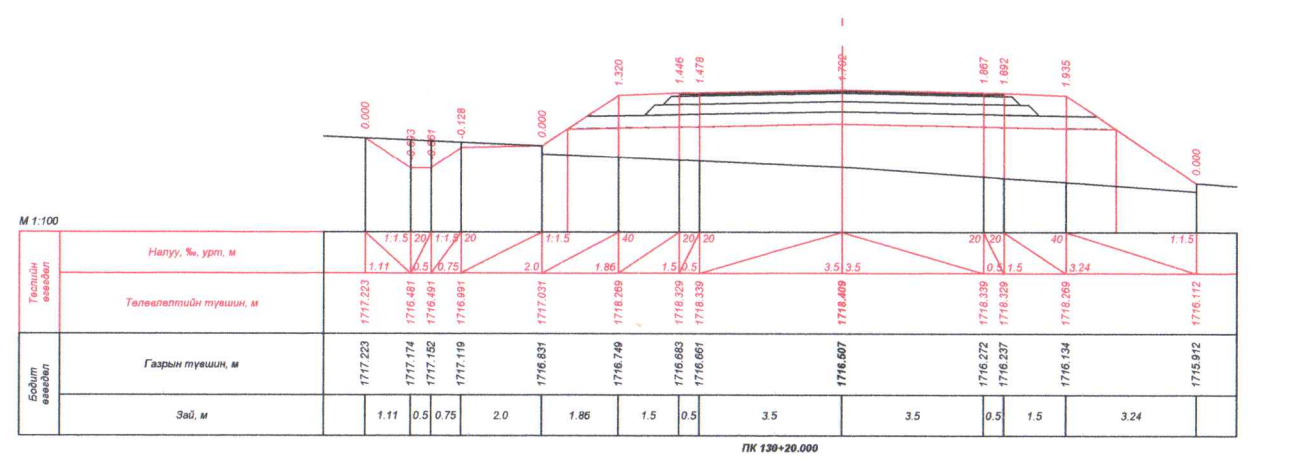 0.000 -0.693 -0.661 -0.128 0.000 1.320 1.446 1.478 1.702 1.867 1.892 1.935 0.000
М 1:100
Төслийн өгөгдөл
Налуу, ‰, урт, м
1:1.5 20 1:1.5 20 1:1.5 40 20 20 20 20 40 1:1.5
1.11 0.5 0.75 2.0 1.86 1.5 0.5 3.5 3.5 0.5 1.5 3.24
Төлөвлөлтийн түвшин, м
1717.223 1716.481 1716.491 1716.991 1717.031 1718.269 1718.329 1718.339 1718.409 1718.339 1718.329 1718.269 1716.112
Бодит өгөгдөл
Газрын түвшин, м
1717.223 1717.174 1717.152 1717.119 1716.831 1716.749 1716.683 1716.661 1716.507 1716.272 1716.237 1716.134 1715.912
Зай, м
1.11 0.5 0.75 2.0 1.86 1.5 0.5 3.5 3.5 0.5 1.5 3.24
ПК 130+20.000